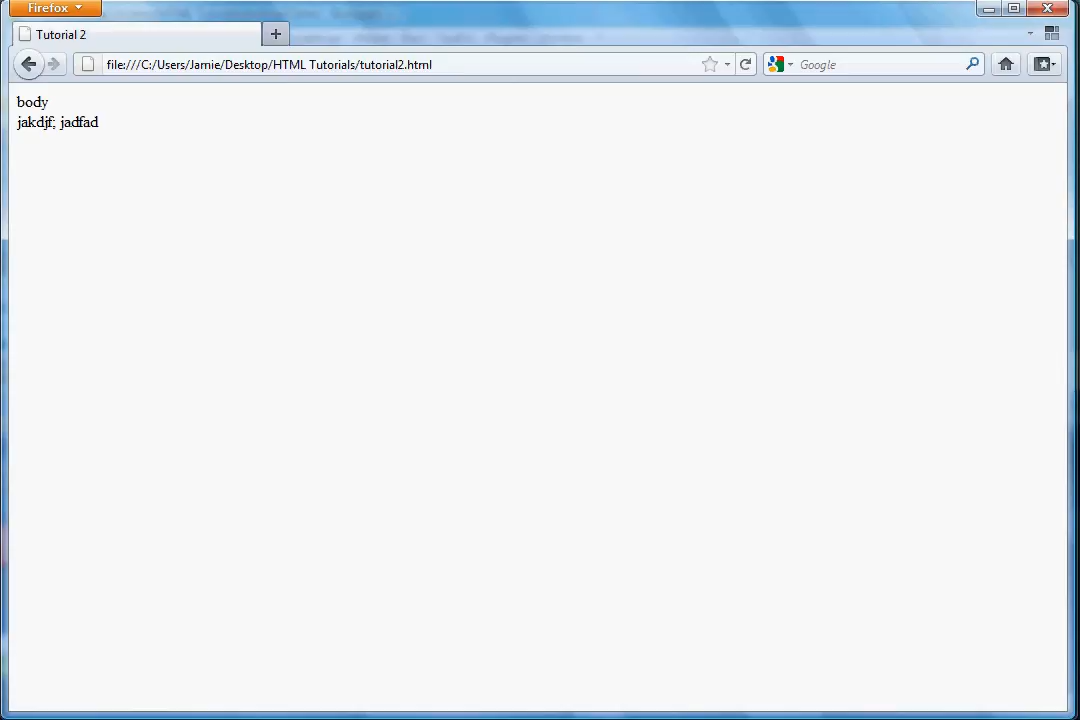 Firefox
Tutorial 2
file:///C:/Users/Jamie/Desktop/HTML Tutorials/tutorial2.html
Google
body
jakdjf; jadfad